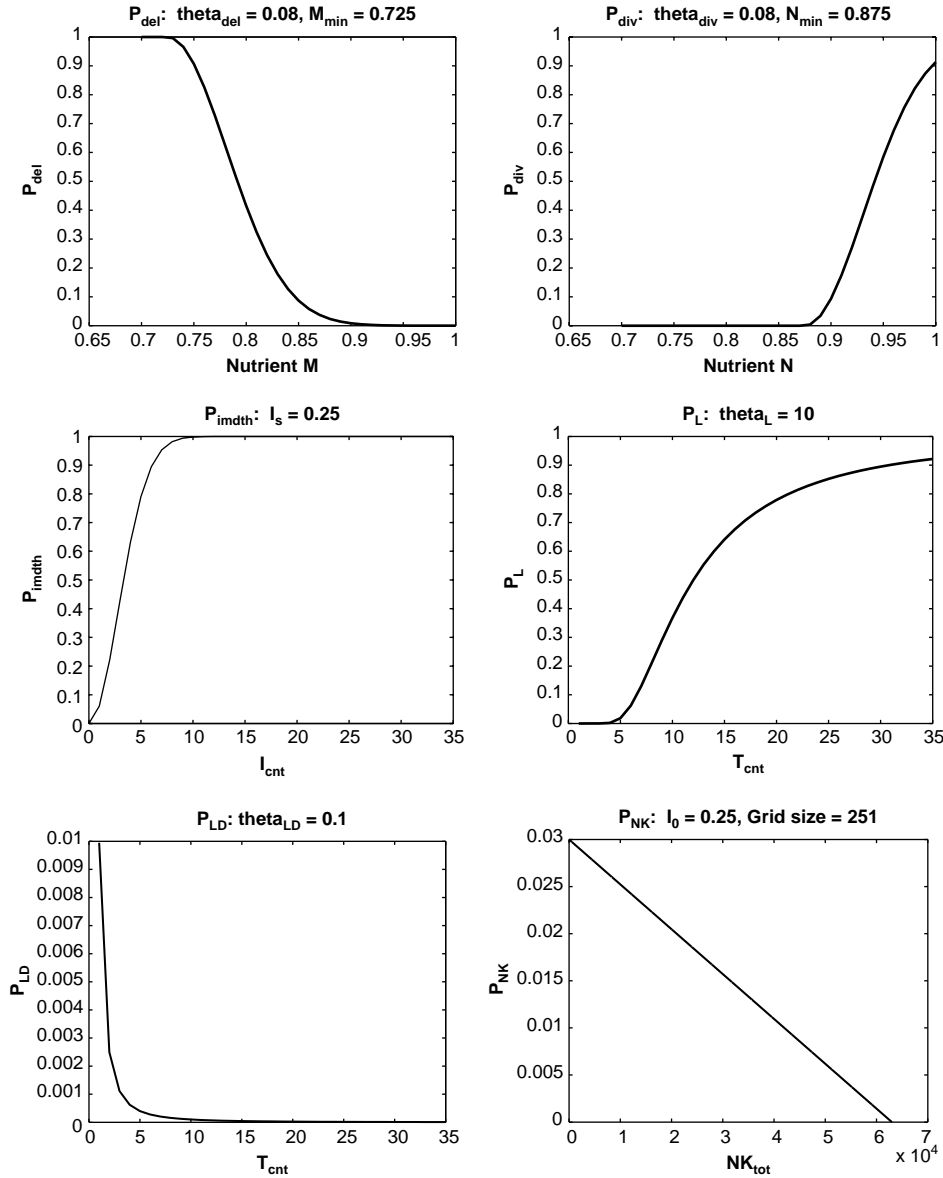 P_del: theta_del = 0.08, M_min = 0.725
1
0.9
0.8
0.7
0.6
0.5
0.4
0.3
0.2
0.1
0
P_del
0.65 0.7 0.75 0.8 0.85 0.9 0.95 1
Nutrient M
P_div: theta_div = 0.08, N_min = 0.875
1
0.9
0.8
0.7
0.6
0.5
0.4
0.3
0.2
0.1
0
P_div
0.65 0.7 0.75 0.8 0.85 0.9 0.95 1
Nutrient N
P_imdth: I_s = 0.25
1
0.9
0.8
0.7
0.6
0.5
0.4
0.3
0.2
0.1
0
P_imdth
0 5 10 15 20 25 30 35
I_cnt
P_L: theta_L = 10
1
0.9
0.8
0.7
0.6
0.5
0.4
0.3
0.2
0.1
0
P_L
0 5 10 15 20 25 30 35
T_cnt
P_LD: theta_LD = 0.1
0.01
0.009
0.008
0.007
0.006
0.005
0.004
0.003
0.002
0.001
0
P_LD
0 5 10 15 20 25 30 35
T_cnt
P_NK: I_0 = 0.25, Grid size = 251
0.03
0.025
0.02
0.015
0.01
0.005
0
P_NK
0 1 2 3 4 5 6 7
x 10^4
NK_tot